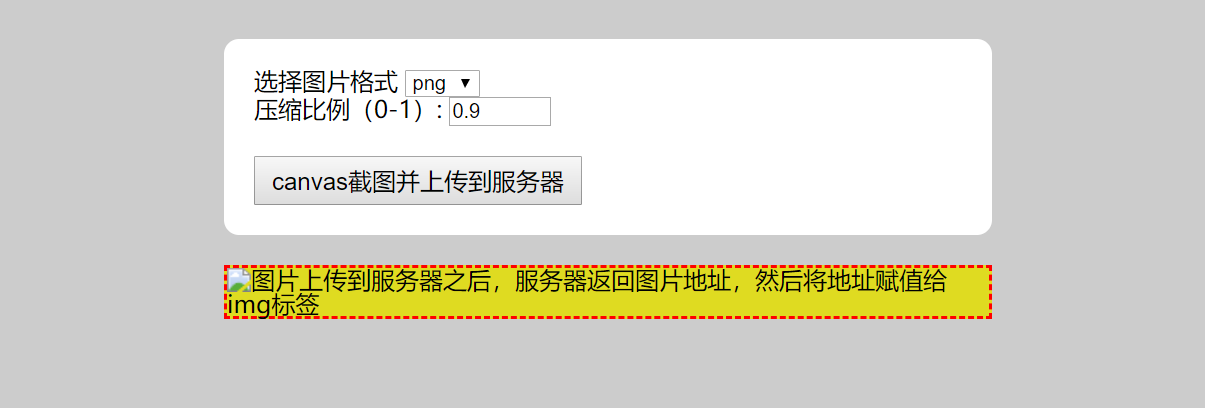 选择图片格式 png
压缩比例（0-1）: 0.9
canvas截图并上传到服务器
图片上传到服务器之后，服务器返回图片地址，然后将地址赋值给
img标签